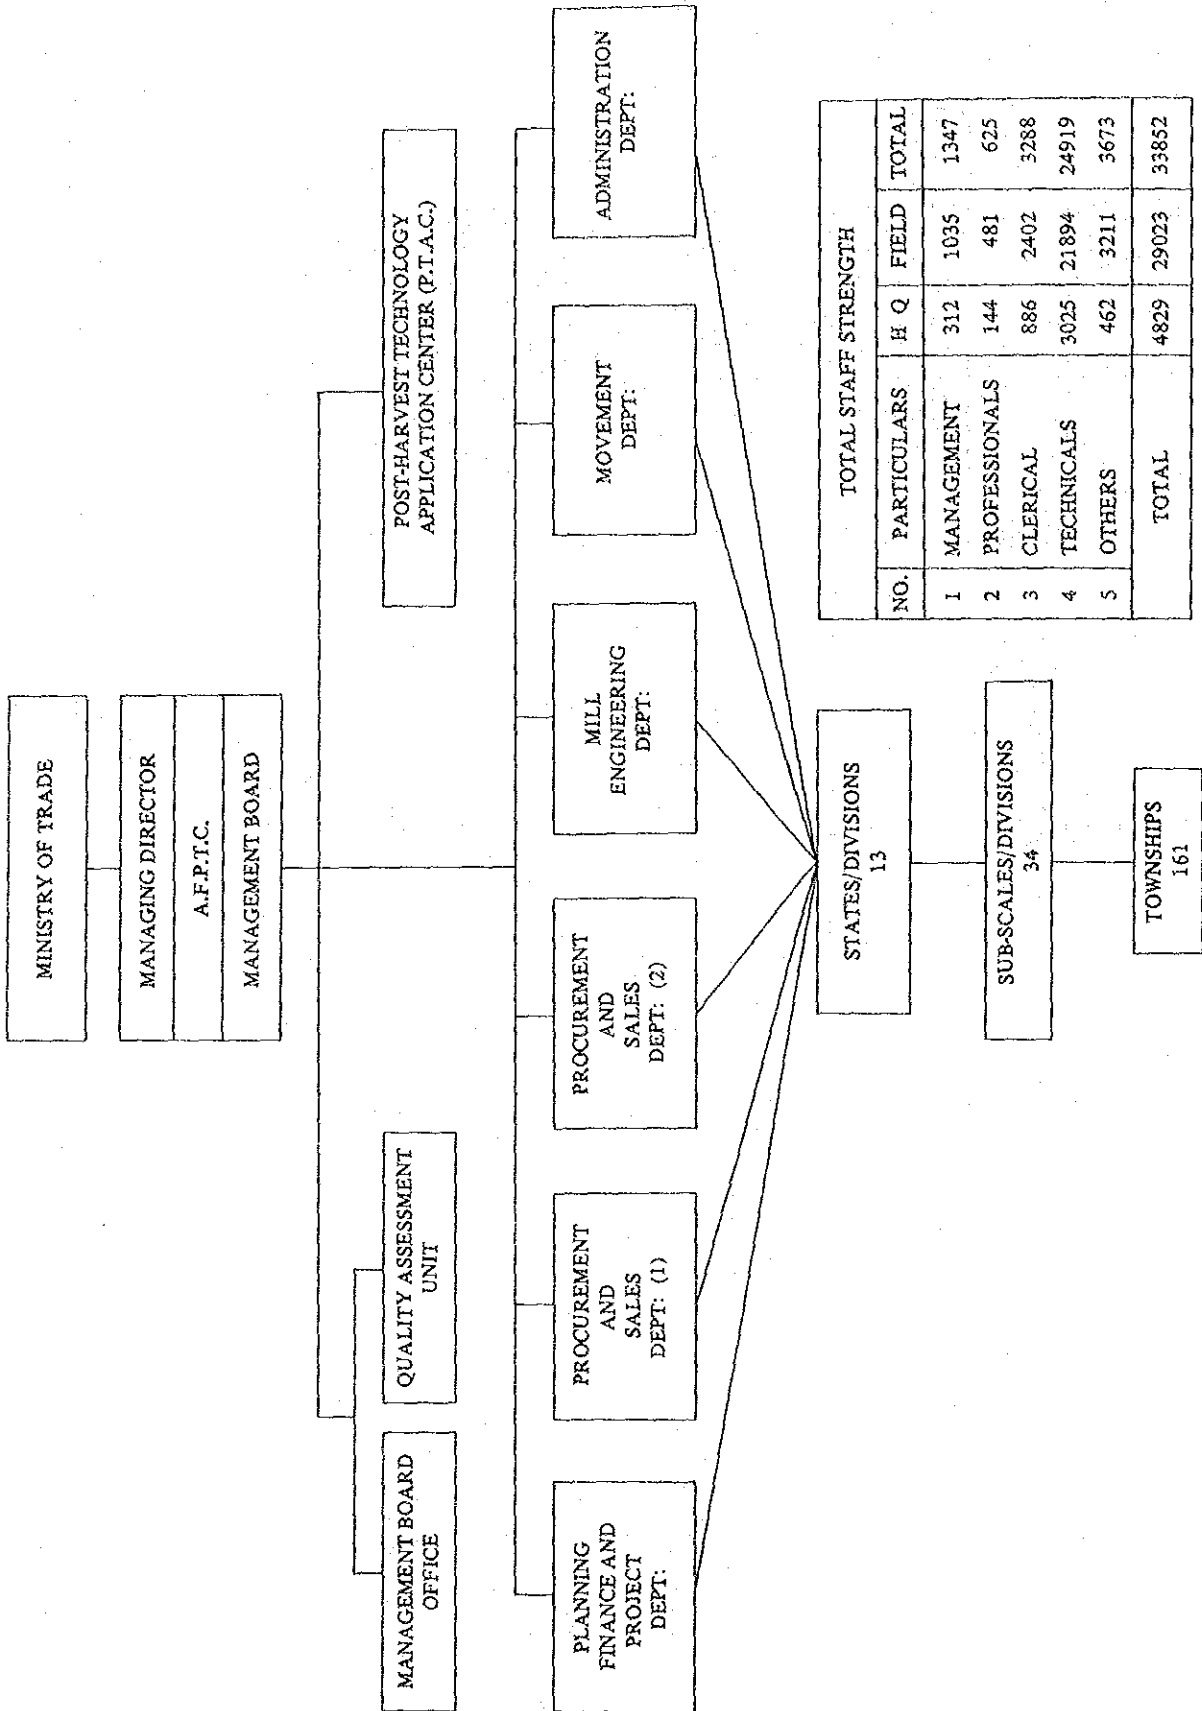 MINISTRY OF TRADE
MANAGING DIRECTOR
A.F.P.T.C.
MANAGEMENT BOARD
MANAGEMENT BOARD
OFFICE
QUALITY ASSESSMENT
UNIT
POST-HARVEST TECHNOLOGY
APPLICATION CENTER (P.T.A.C.)
PLANNING
FINANCE AND
PROJECT
DEPT:
PROCUREMENT
AND
SALES
DEPT: (1)
PROCUREMENT
AND
SALES
DEPT: (2)
MILL
ENGINEERING
DEPT:
MOVEMENT
DEPT:
ADMINISTRATION
DEPT:
STATES/DIVISIONS
13
SUB-SCALES/DIVISIONS
34
TOWNSHIPS
161
TOTAL STAFF STRENGTH
NO. PARTICULARS H Q FIELD TOTAL
1 MANAGEMENT 312 1035 1347
2 PROFESSIONALS 144 481 625
3 CLERICAL 886 2402 3288
4 TECHNICALS 3025 21894 24919
5 OTHERS 462 3211 3673
TOTAL 4829 29023 33852